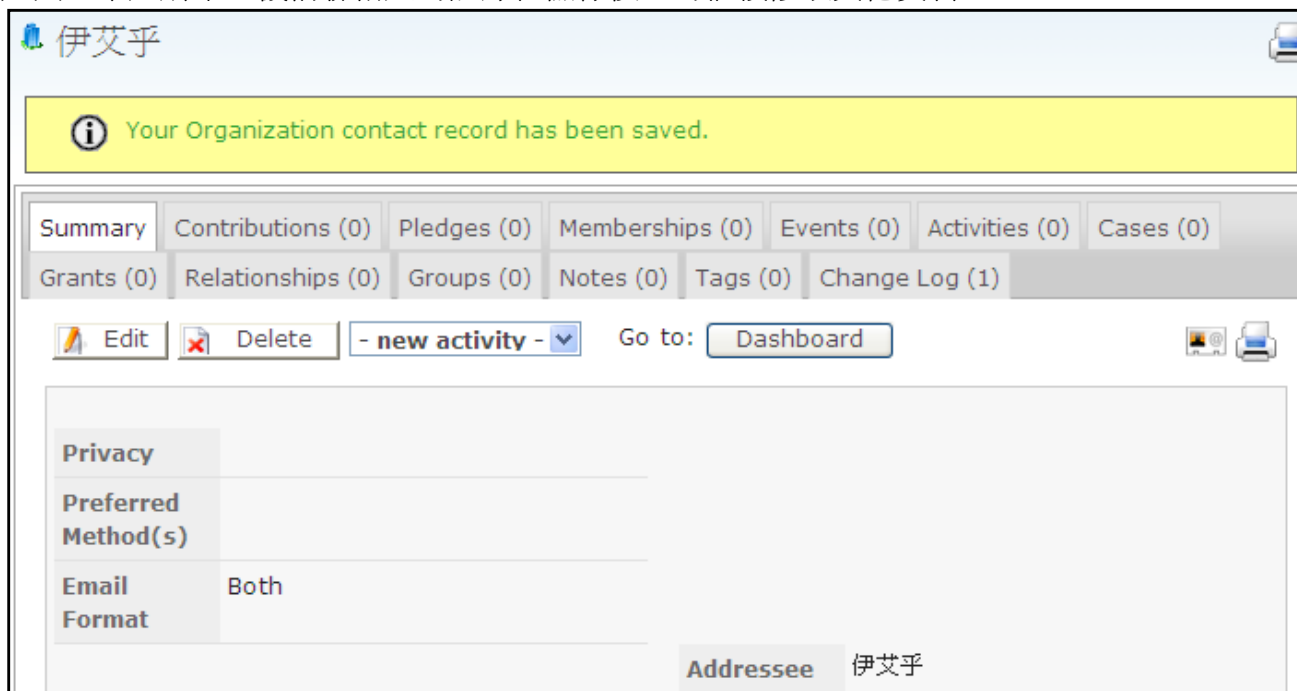 伊艾乎
Your Organization contact record has been saved.
Summary Contributions (0) Pledges (0) Memberships (0) Events (0) Activities (0) Cases (0)
Grants (0) Relationships (0) Groups (0) Notes (0) Tags (0) Change Log (1)
Edit Delete - new activity - Go to: Dashboard
Privacy
Preferred
Method(s)
Email Both
Format
Addressee 伊艾乎